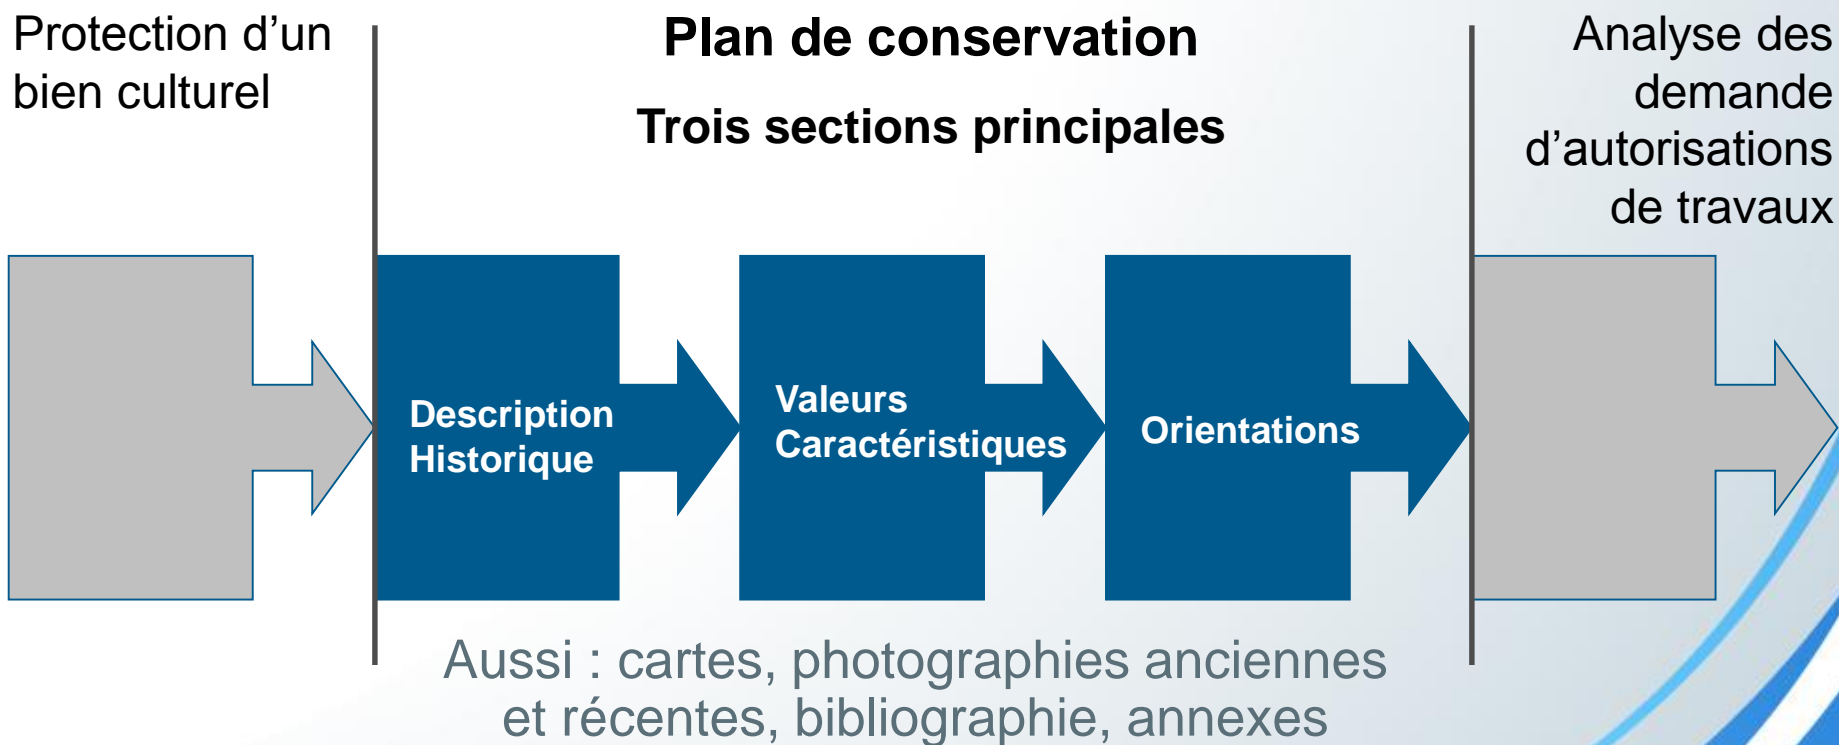 Protection d’un
bien culturel
Plan de conservation
Trois sections principales
Analyse des
demande
d’autorisations
de travaux
Description
Historique
Valeurs
Caractéristiques
Orientations
Aussi : cartes, photographies anciennes
et récentes, bibliographie, annexes